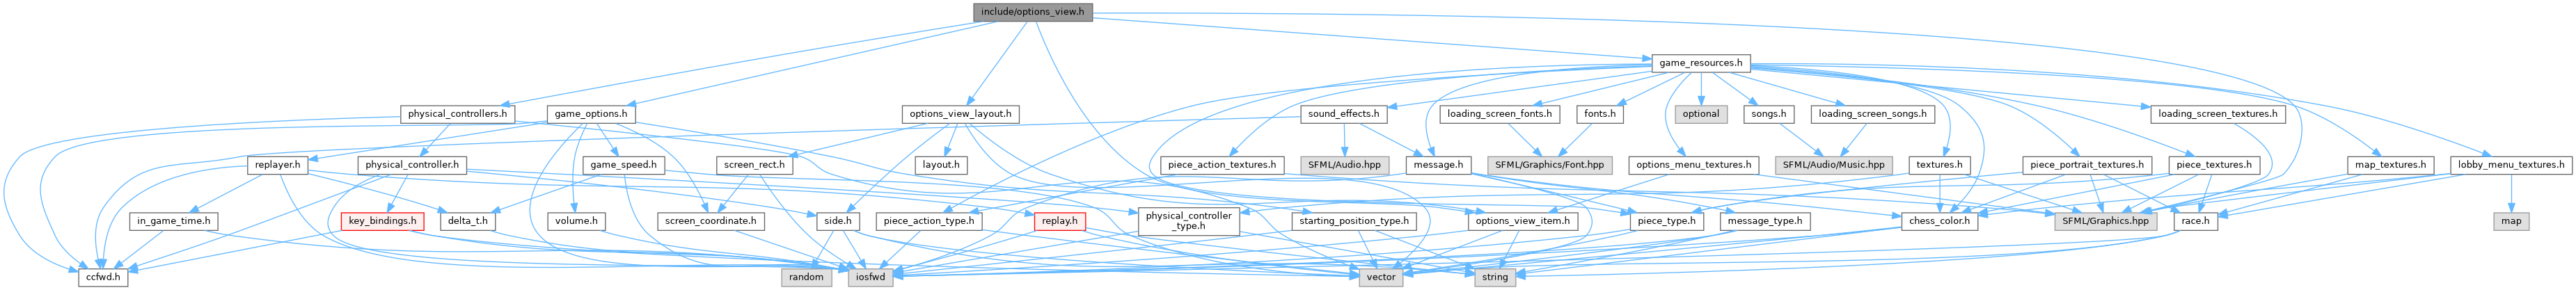 include/options_view.h
game_resources.h
physical_controllers.h
game_options.h
options_view_layout.h
sound_effects.h
loading_screen_fonts.h
fonts.h
optional
songs.h
loading_screen_songs.h
loading_screen_textures.h
replayer.h
physical_controller.h
game_speed.h
screen_rect.h
layout.h
piece_action_textures.h
SFML/Audio.hpp
message.h
SFML/Graphics/Font.hpp
options_menu_textures.h
SFML/Audio/Music.hpp
textures.h
piece_portrait_textures.h
piece_textures.h
map_textures.h
lobby_menu_textures.h
in_game_time.h
key_bindings.h
delta_t.h
volume.h
screen_coordinate.h
side.h
piece_action_type.h
replay.h
physical_controller
_type.h
starting_position_type.h
options_view_item.h
piece_type.h
message_type.h
chess_color.h
SFML/Graphics.hpp
race.h
map
ccfwd.h
random
iosfwd
vector
string